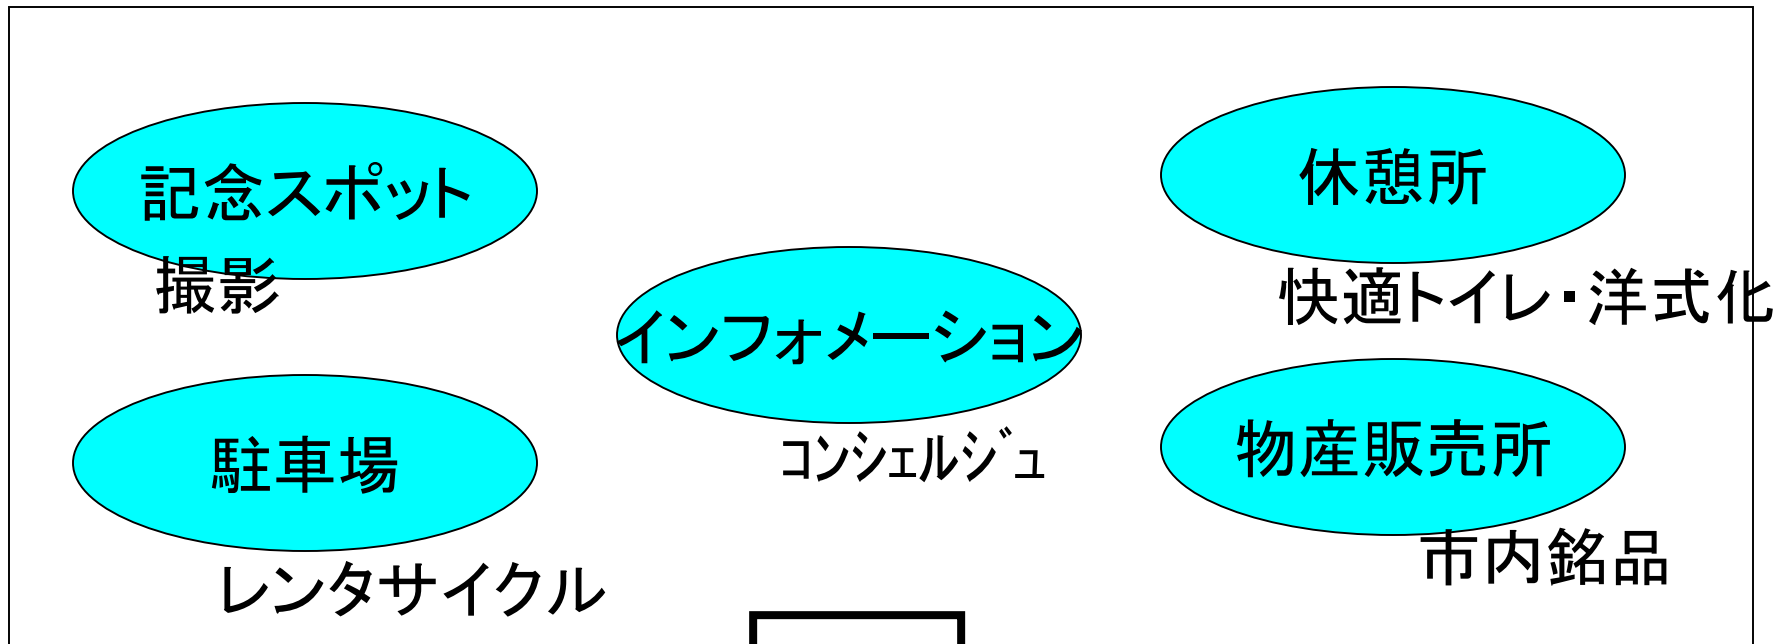 記念スポット
撮影
休憩所
快適トイレ・洋式化
インフォメーション
コンシェルジュ
駐車場
レンタサイクル
物産販売所
市内銘品